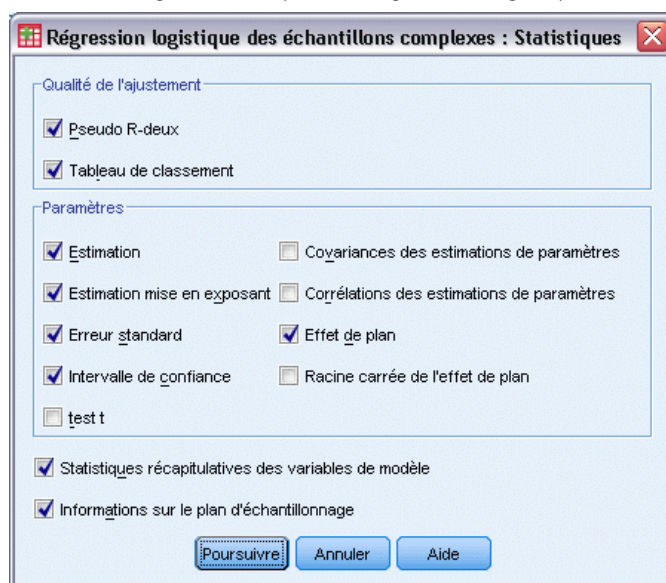 Régression logistique des échantillons complexes : Statistiques
Qualité de l'ajustement
Pseudo R-deux
Tableau de classement
Paramètres
Estimation
Covariances des estimations de paramètres
Estimation mise en exposant
Corrélations des estimations de paramètres
Erreur standard
Effet de plan
Intervalle de confiance
Racine carrée de l'effet de plan
test t
Statistiques récapitulatives des variables de modèle
Informations sur le plan d'échantillonnage
Poursuivre
Annuler
Aide